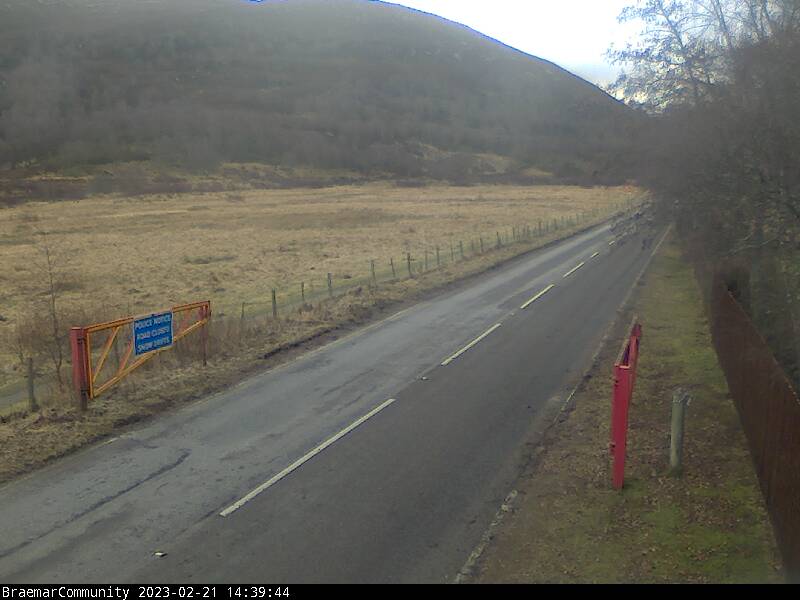 POLICE NOTICE
ROAD CLOSED
SNOW DRIFTS
BraemarCommunity 2023-02-21 14:39:44